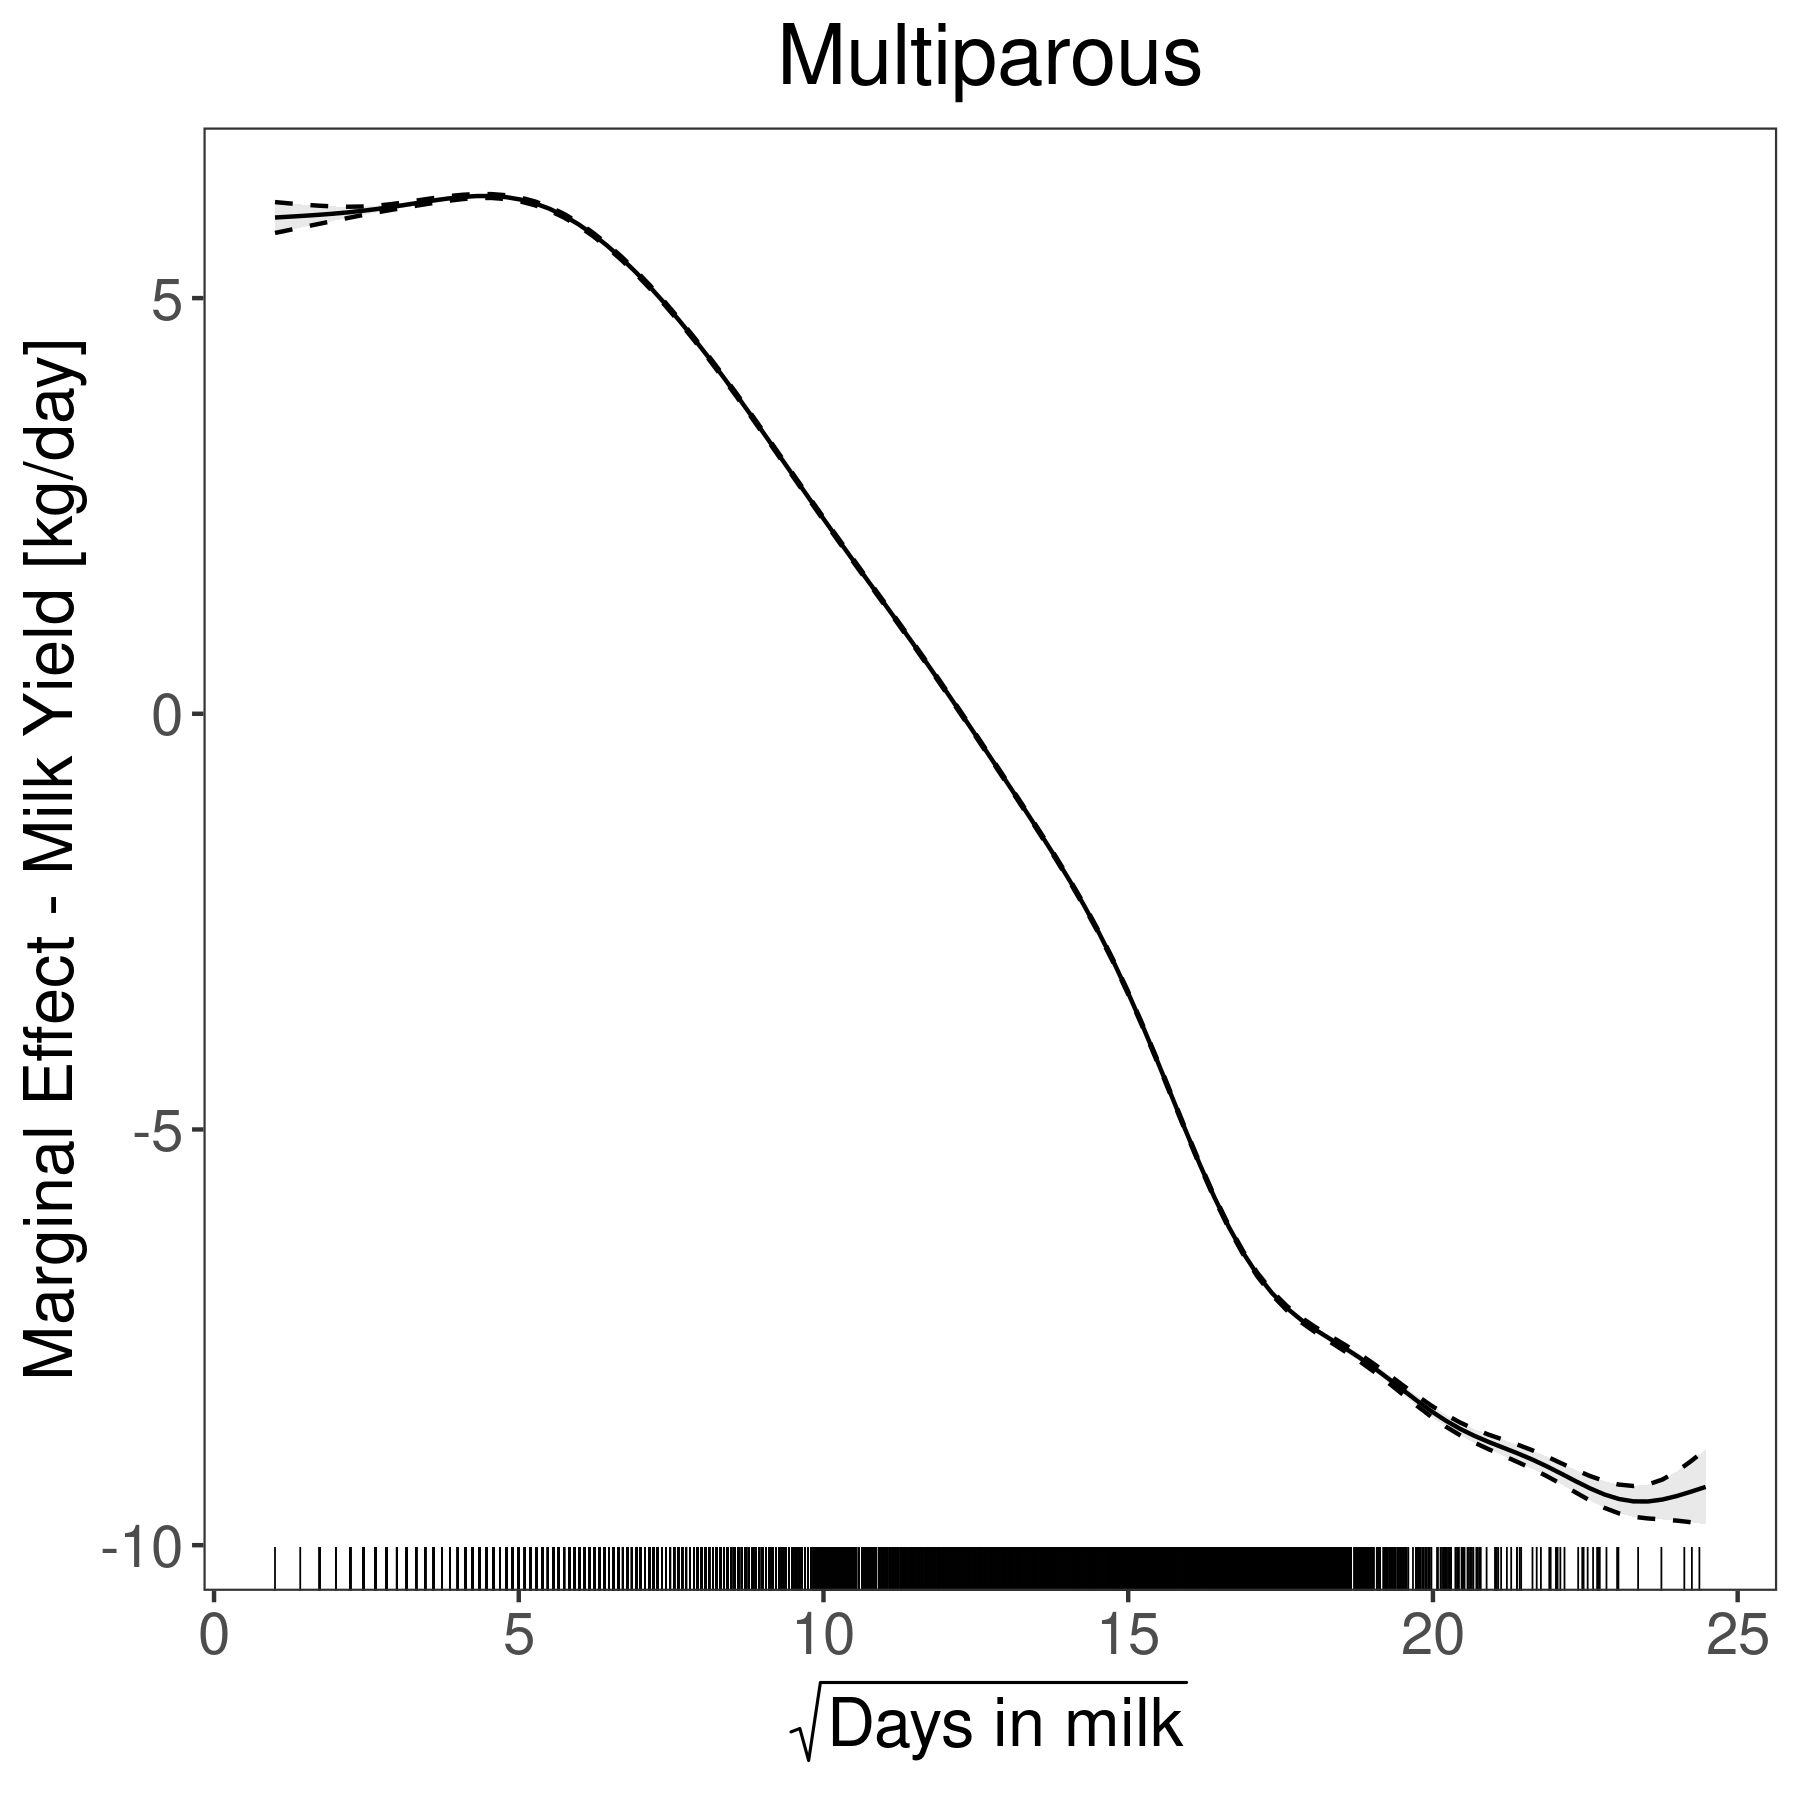 Multiparous
Marginal Effect - Milk Yield [kg/day]
5
0
-5
-10
0 5 10 15 20 25
√Days in milk